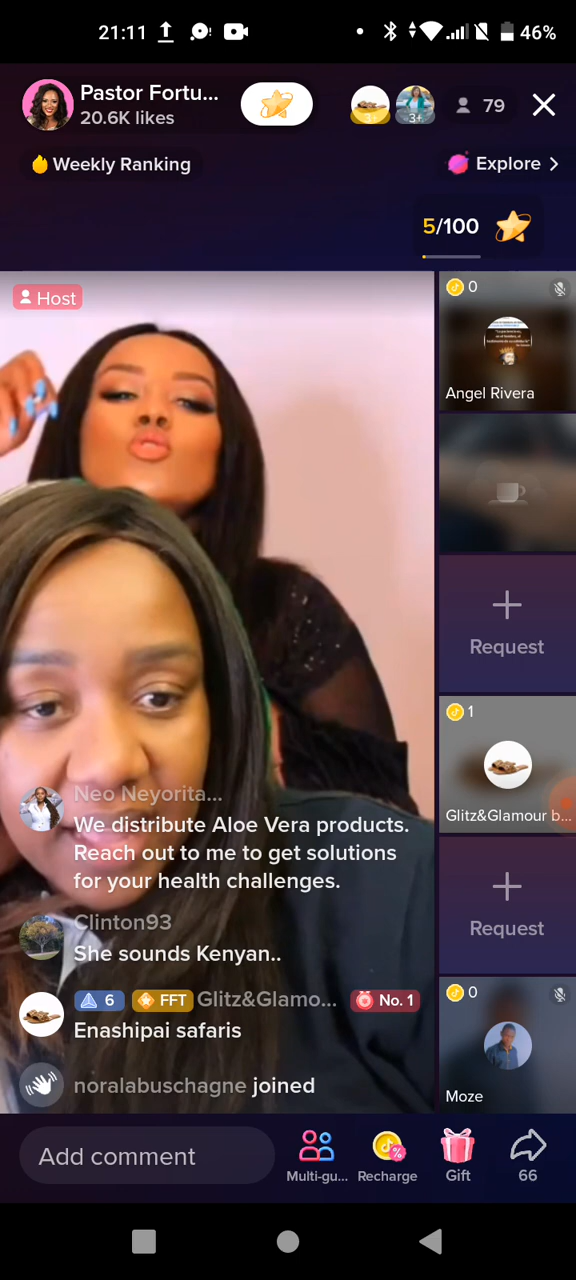 21:11
46%
Pastor Fortu...
20.6K likes
3+
3+
79
Weekly Ranking
Explore
5/100
Host
0
Angel Rivera
Request
1
Glitz&Glamour b...
Request
0
Moze
Neo Neyorita...
We distribute Aloe Vera products.
Reach out to me to get solutions
for your health challenges.
Clinton93
She sounds Kenyan..
6 FFT Glitz&Glamo... No. 1
Enashipai safaris
noralabuschagne joined
Add comment
Multi-gu...
Recharge
Gift
66